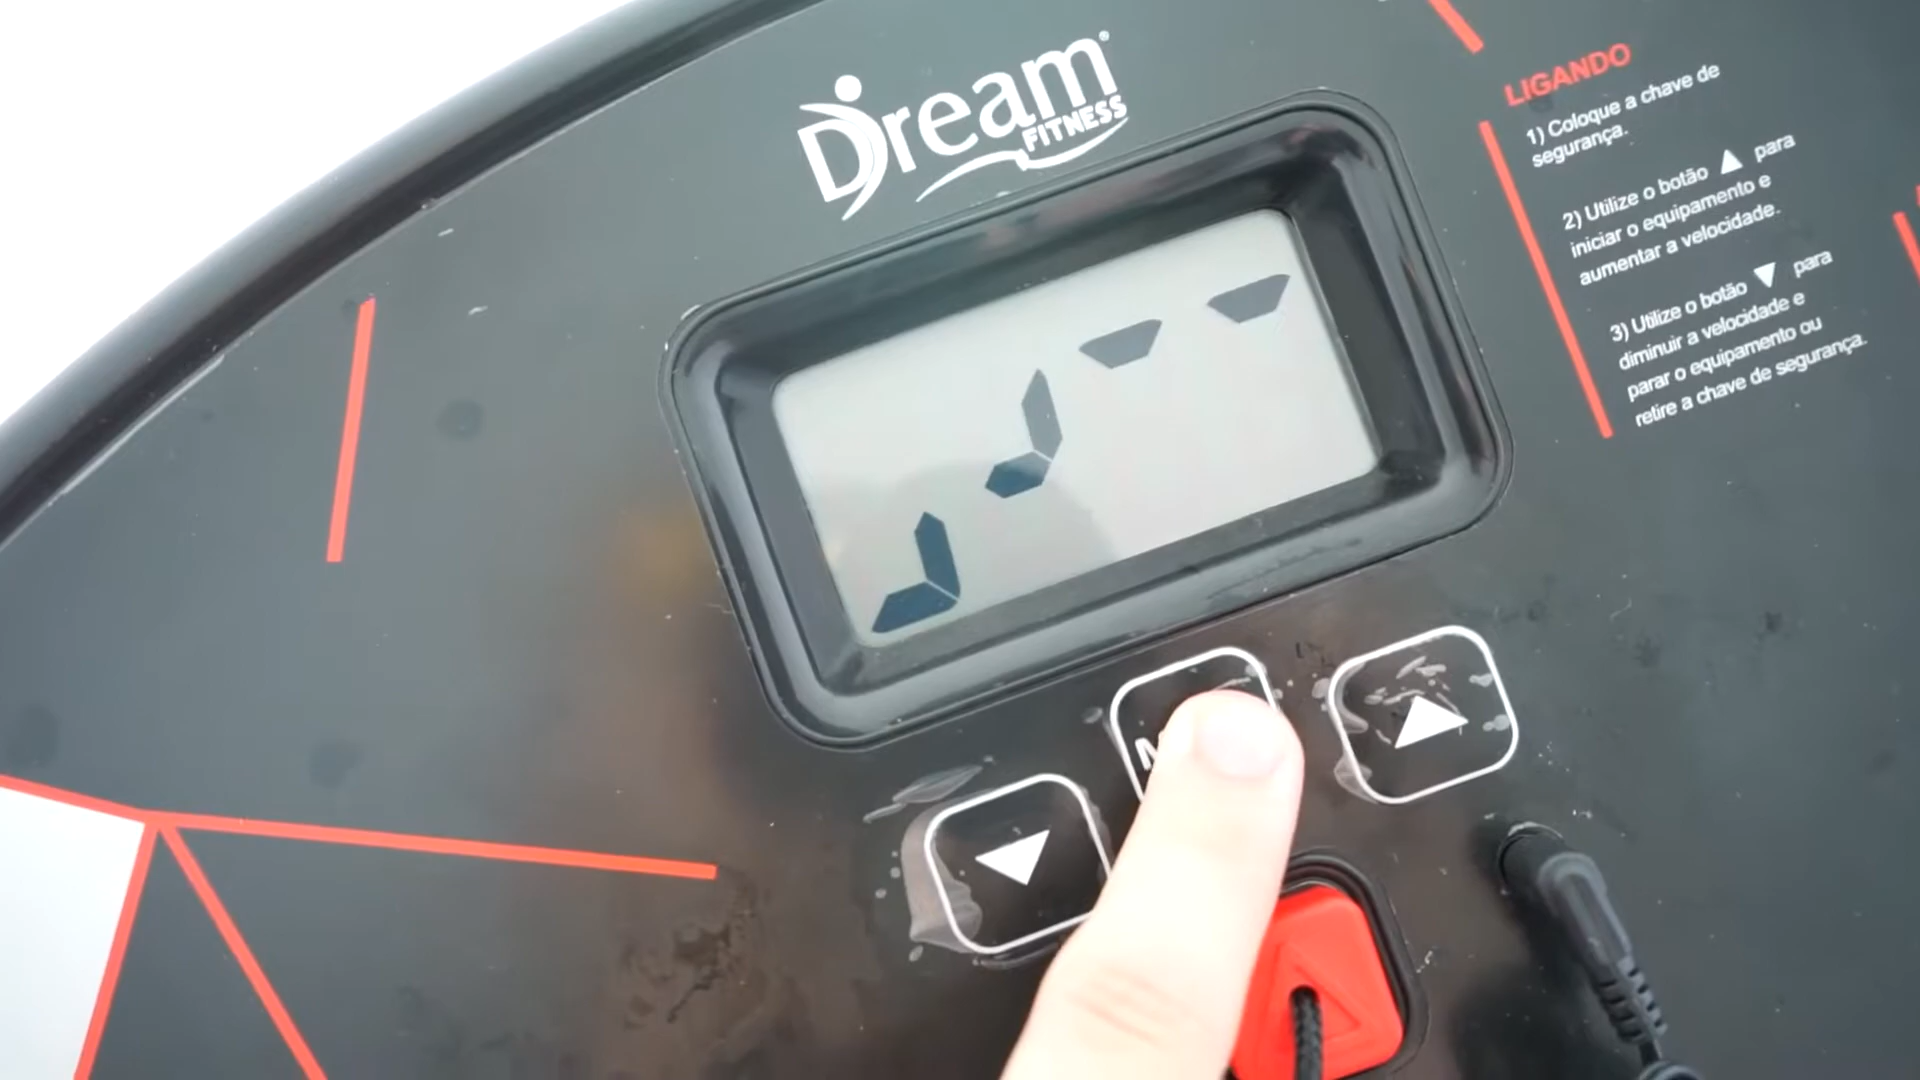 Dream
FITNESS
LIGANDO
1) Coloque a chave de
segurança.
2) Utilize o botão ▲ para
iniciar o equipamento e
aumentar a velocidade.
3) Utilize o botão ▼ para
diminuir a velocidade e
parar o equipamento ou
retire a chave de segurança.